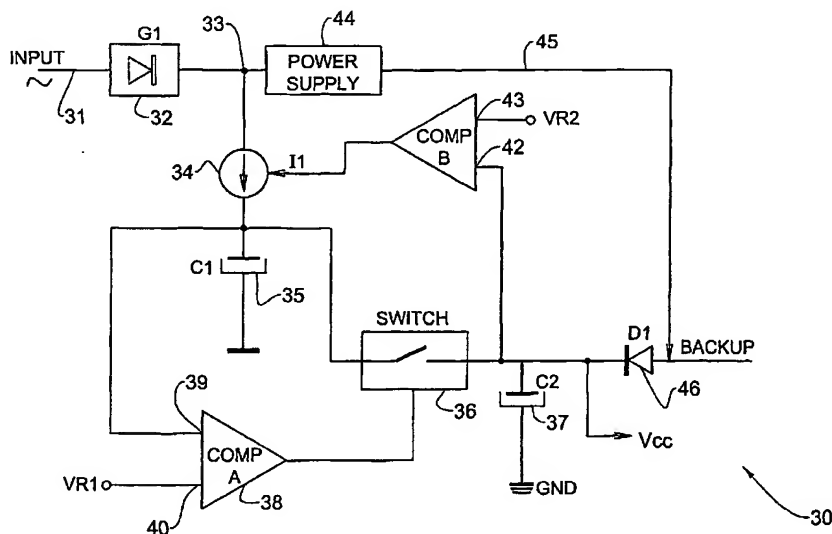 44
G1
33
POWER
SUPPLY
45
INPUT
31
32
43
VR2
COMP
B
42
34
I1
C1
35
SWITCH
D1
BACKUP
39
36
C2
37
46
Vcc
COMP
A
VR1
38
40
GND
30